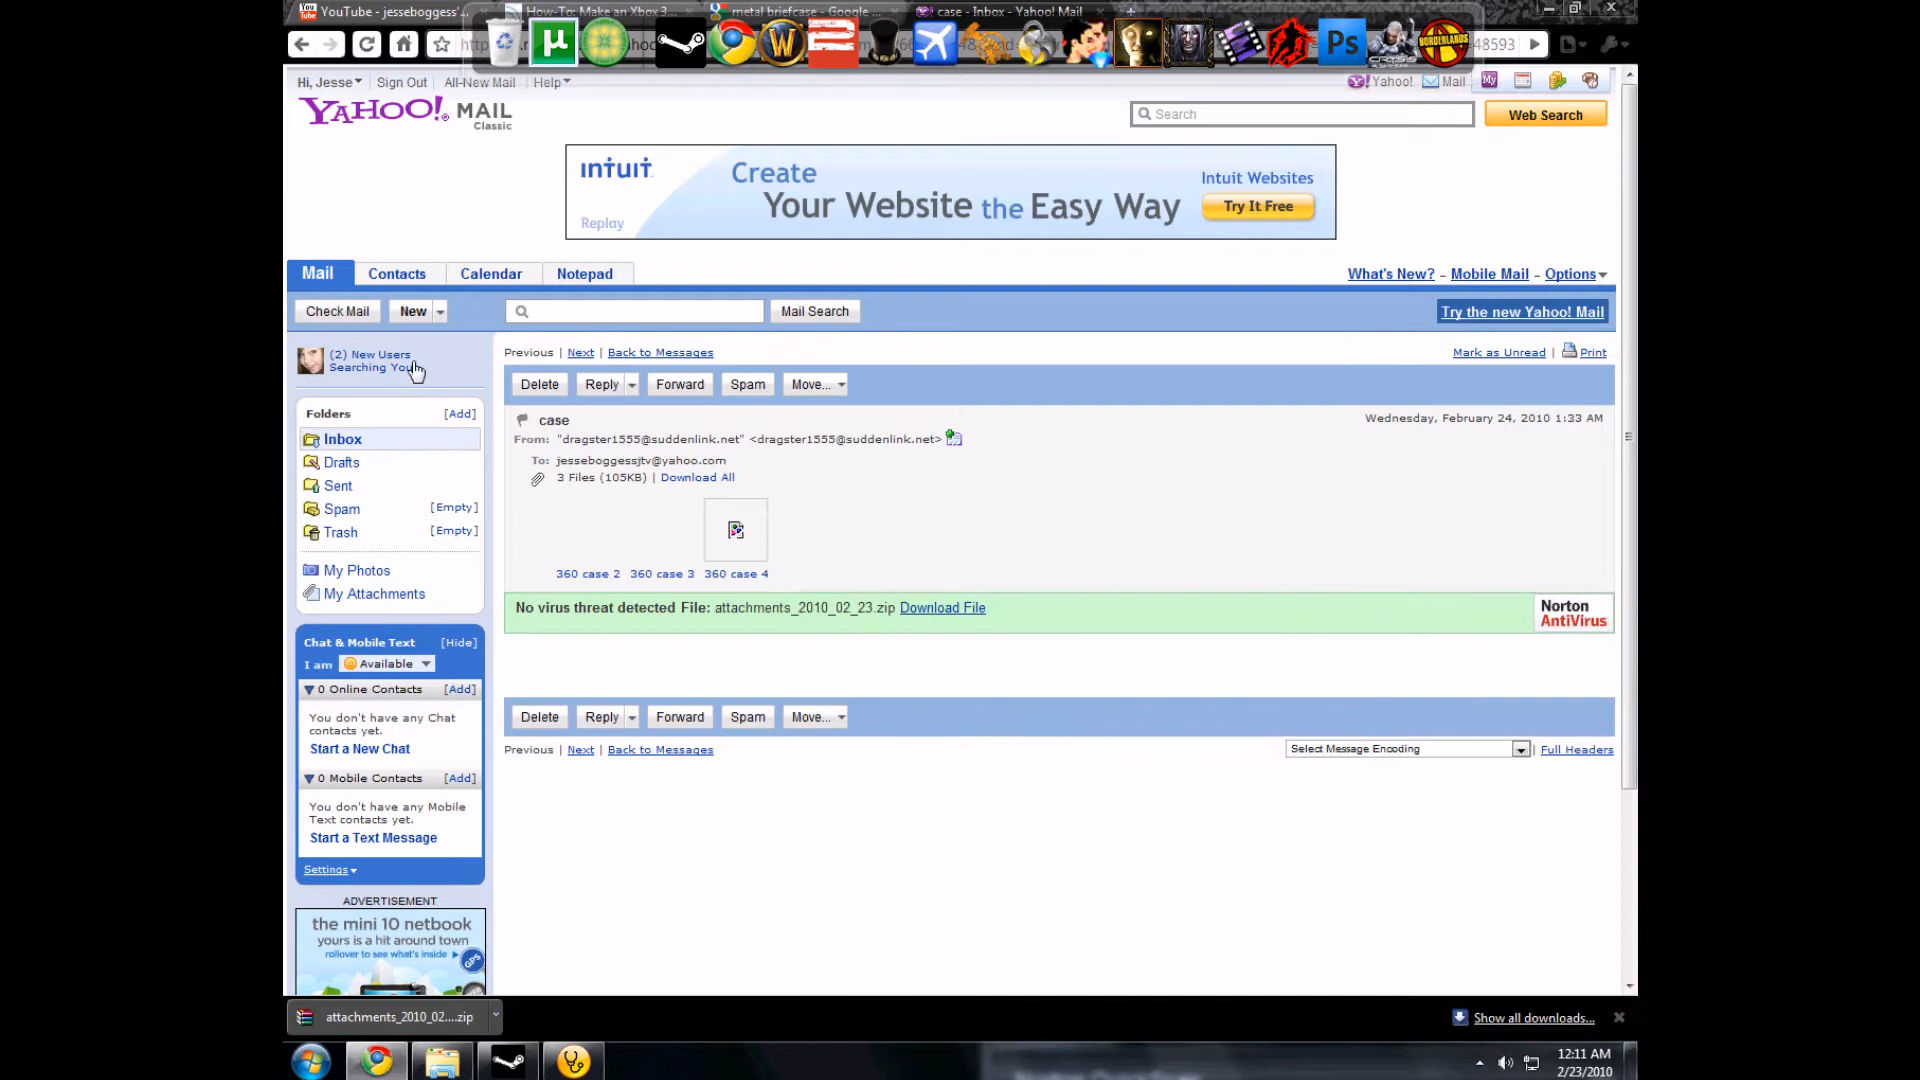 YouTube - jesseboggess'...
How-To: Make an Xbox 3...
metal briefcase - Google ...
case - Inbox - Yahoo! Mail
48593
Hi, Jesse
Sign Out
All-New Mail
Help
Yahoo!
Mail
YAHOO! MAIL
Classic
Search
Web Search
INTUIT
Create
Your Website the Easy Way
Replay
Intuit Websites
Try It Free
Mail
Contacts
Calendar
Notepad
What's New? - Mobile Mail - Options
Check Mail
New
Mail Search
Try the new Yahoo! Mail
(2) New Users
Searching You
Previous | Next | Back to Messages
Mark as Unread | Print
Delete
Reply
Forward
Spam
Move...
Folders [Add]
Inbox
Drafts
Sent
Spam [Empty]
Trash [Empty]
My Photos
My Attachments
case
Wednesday, February 24, 2010 1:33 AM
From: "dragster1555@suddenlink.net" <dragster1555@suddenlink.net>
To: jesseboggessjtv@yahoo.com
3 Files (105KB) | Download All
360 case 2 360 case 3 360 case 4
No virus threat detected File: attachments_2010_02_23.zip Download File
Norton
AntiVirus
Chat & Mobile Text [Hide]
I am Available
0 Online Contacts [Add]
You don't have any Chat
contacts yet.
Start a New Chat
0 Mobile Contacts [Add]
You don't have any Mobile
Text contacts yet.
Start a Text Message
Settings
Delete
Reply
Forward
Spam
Move...
Previous | Next | Back to Messages
Select Message Encoding
| Full Headers
ADVERTISEMENT
the mini 10 netbook
yours is a hit around town
rollover to see what's inside
GPS
attachments_2010_02....zip
Show all downloads...
12:11 AM
2/23/2010